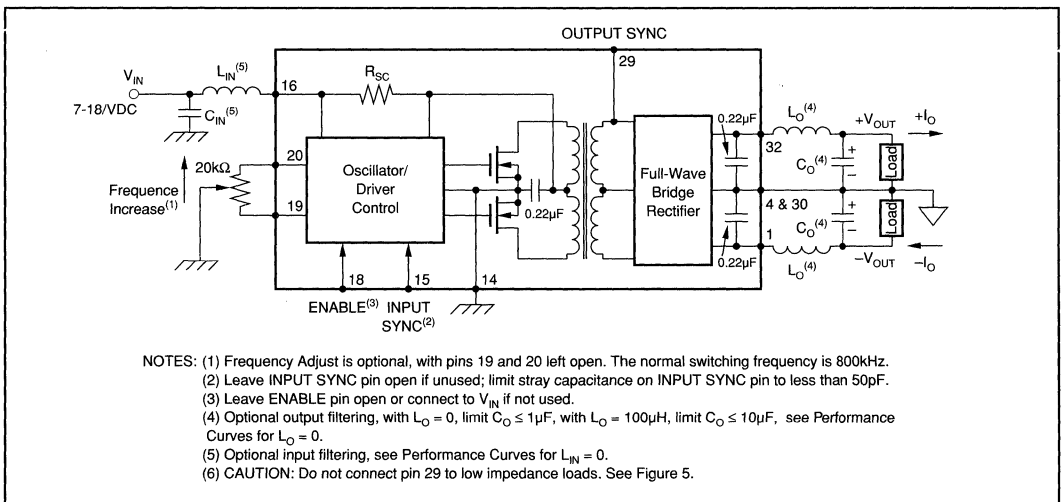 OUTPUT SYNC
29
V_IN
L_IN^(5)
16
R_SC
7-18/VDC
C_IN^(5)
0.22µF
L_O^(4)
+V_OUT
+I_O
32
20kΩ
20
Oscillator/
Driver
Control
Full-Wave
Bridge
Rectifier
C_O^(4)
+
–
Load
Frequence
Increase^(1)
19
0.22µF
4 & 30
C_O^(4)
+
–
Load
1
0.22µF
L_O^(4)
–V_OUT
–I_O
18
15
14
ENABLE^(3) INPUT
SYNC^(2)
NOTES: (1) Frequency Adjust is optional, with pins 19 and 20 left open. The normal switching frequency is 800kHz.
(2) Leave INPUT SYNC pin open if unused; limit stray capacitance on INPUT SYNC pin to less than 50pF.
(3) Leave ENABLE pin open or connect to V_IN if not used.
(4) Optional output filtering, with L_O = 0, limit C_O ≤ 1µF, with L_O = 100µH, limit C_O ≤ 10µF, see Performance
Curves for L_O = 0.
(5) Optional input filtering, see Performance Curves for L_IN = 0.
(6) CAUTION: Do not connect pin 29 to low impedance loads. See Figure 5.